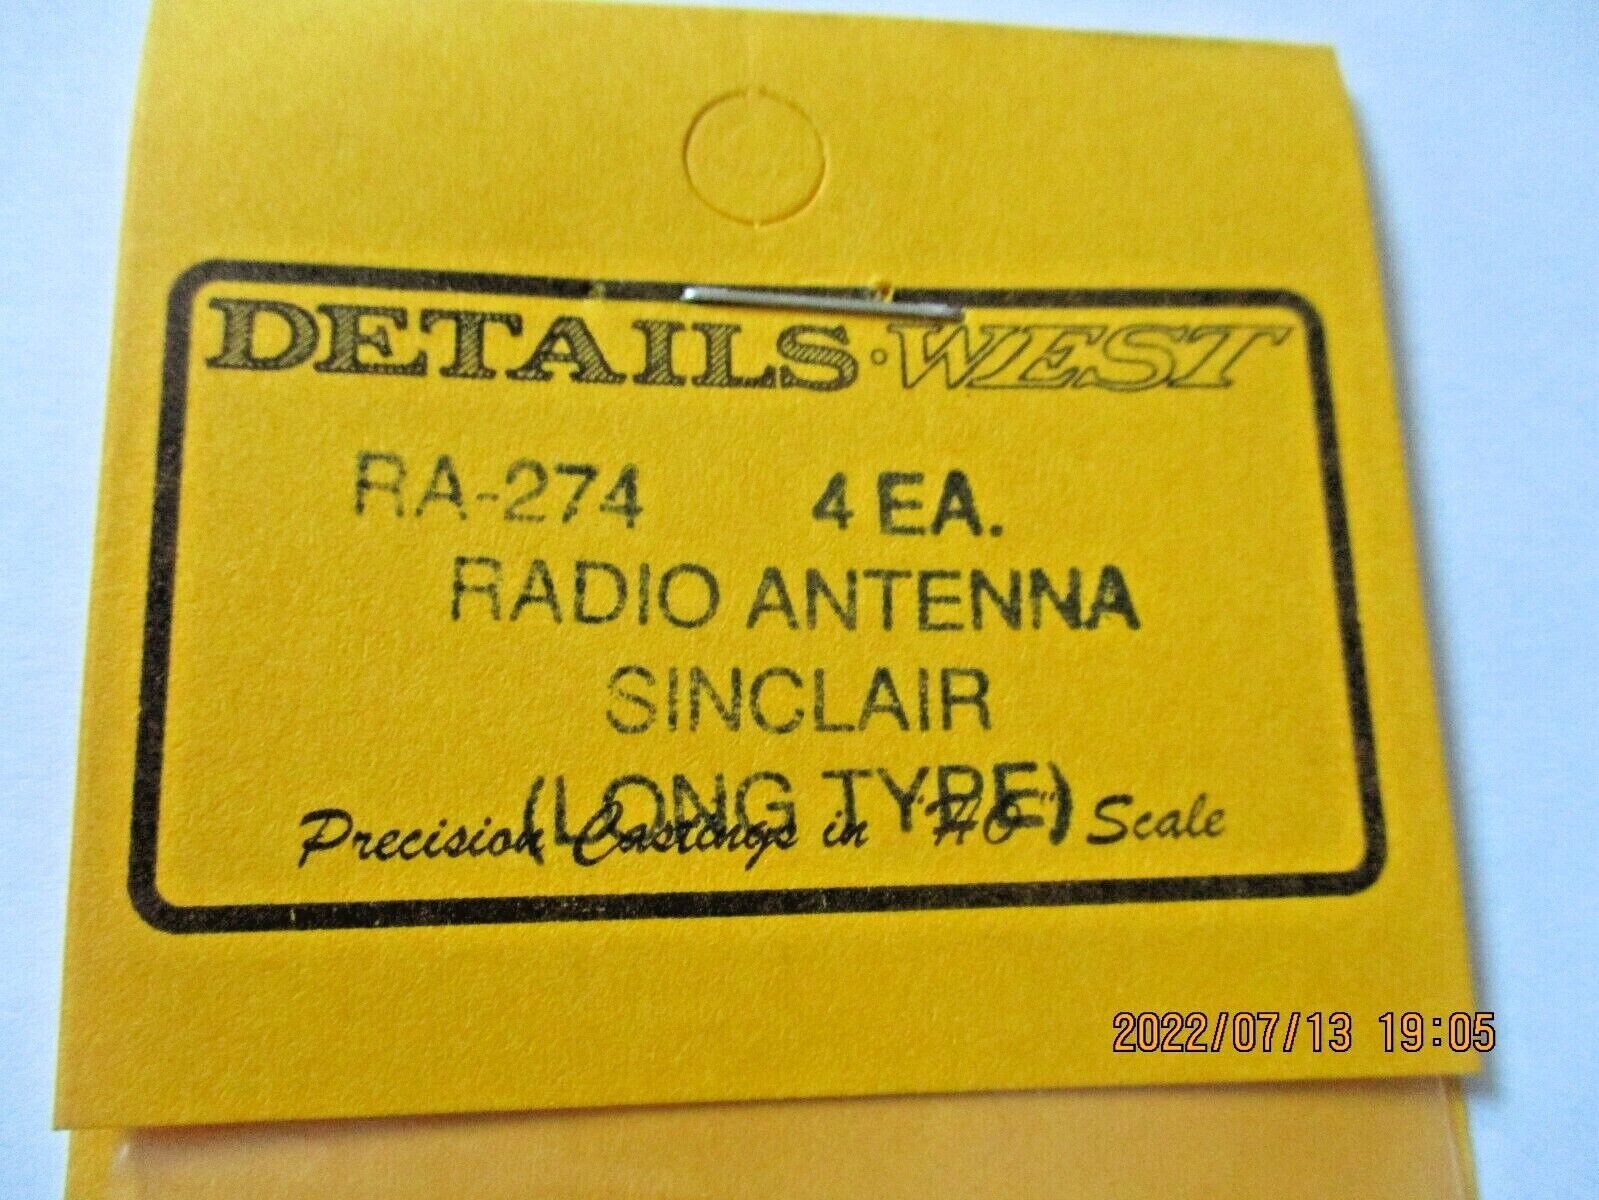 DETAILS·WEST
RA-274 4 EA.
RADIO ANTENNA
SINCLAIR
(LONG TYPE)
Precision Castings in "HO" Scale
2022/07/13 19:05